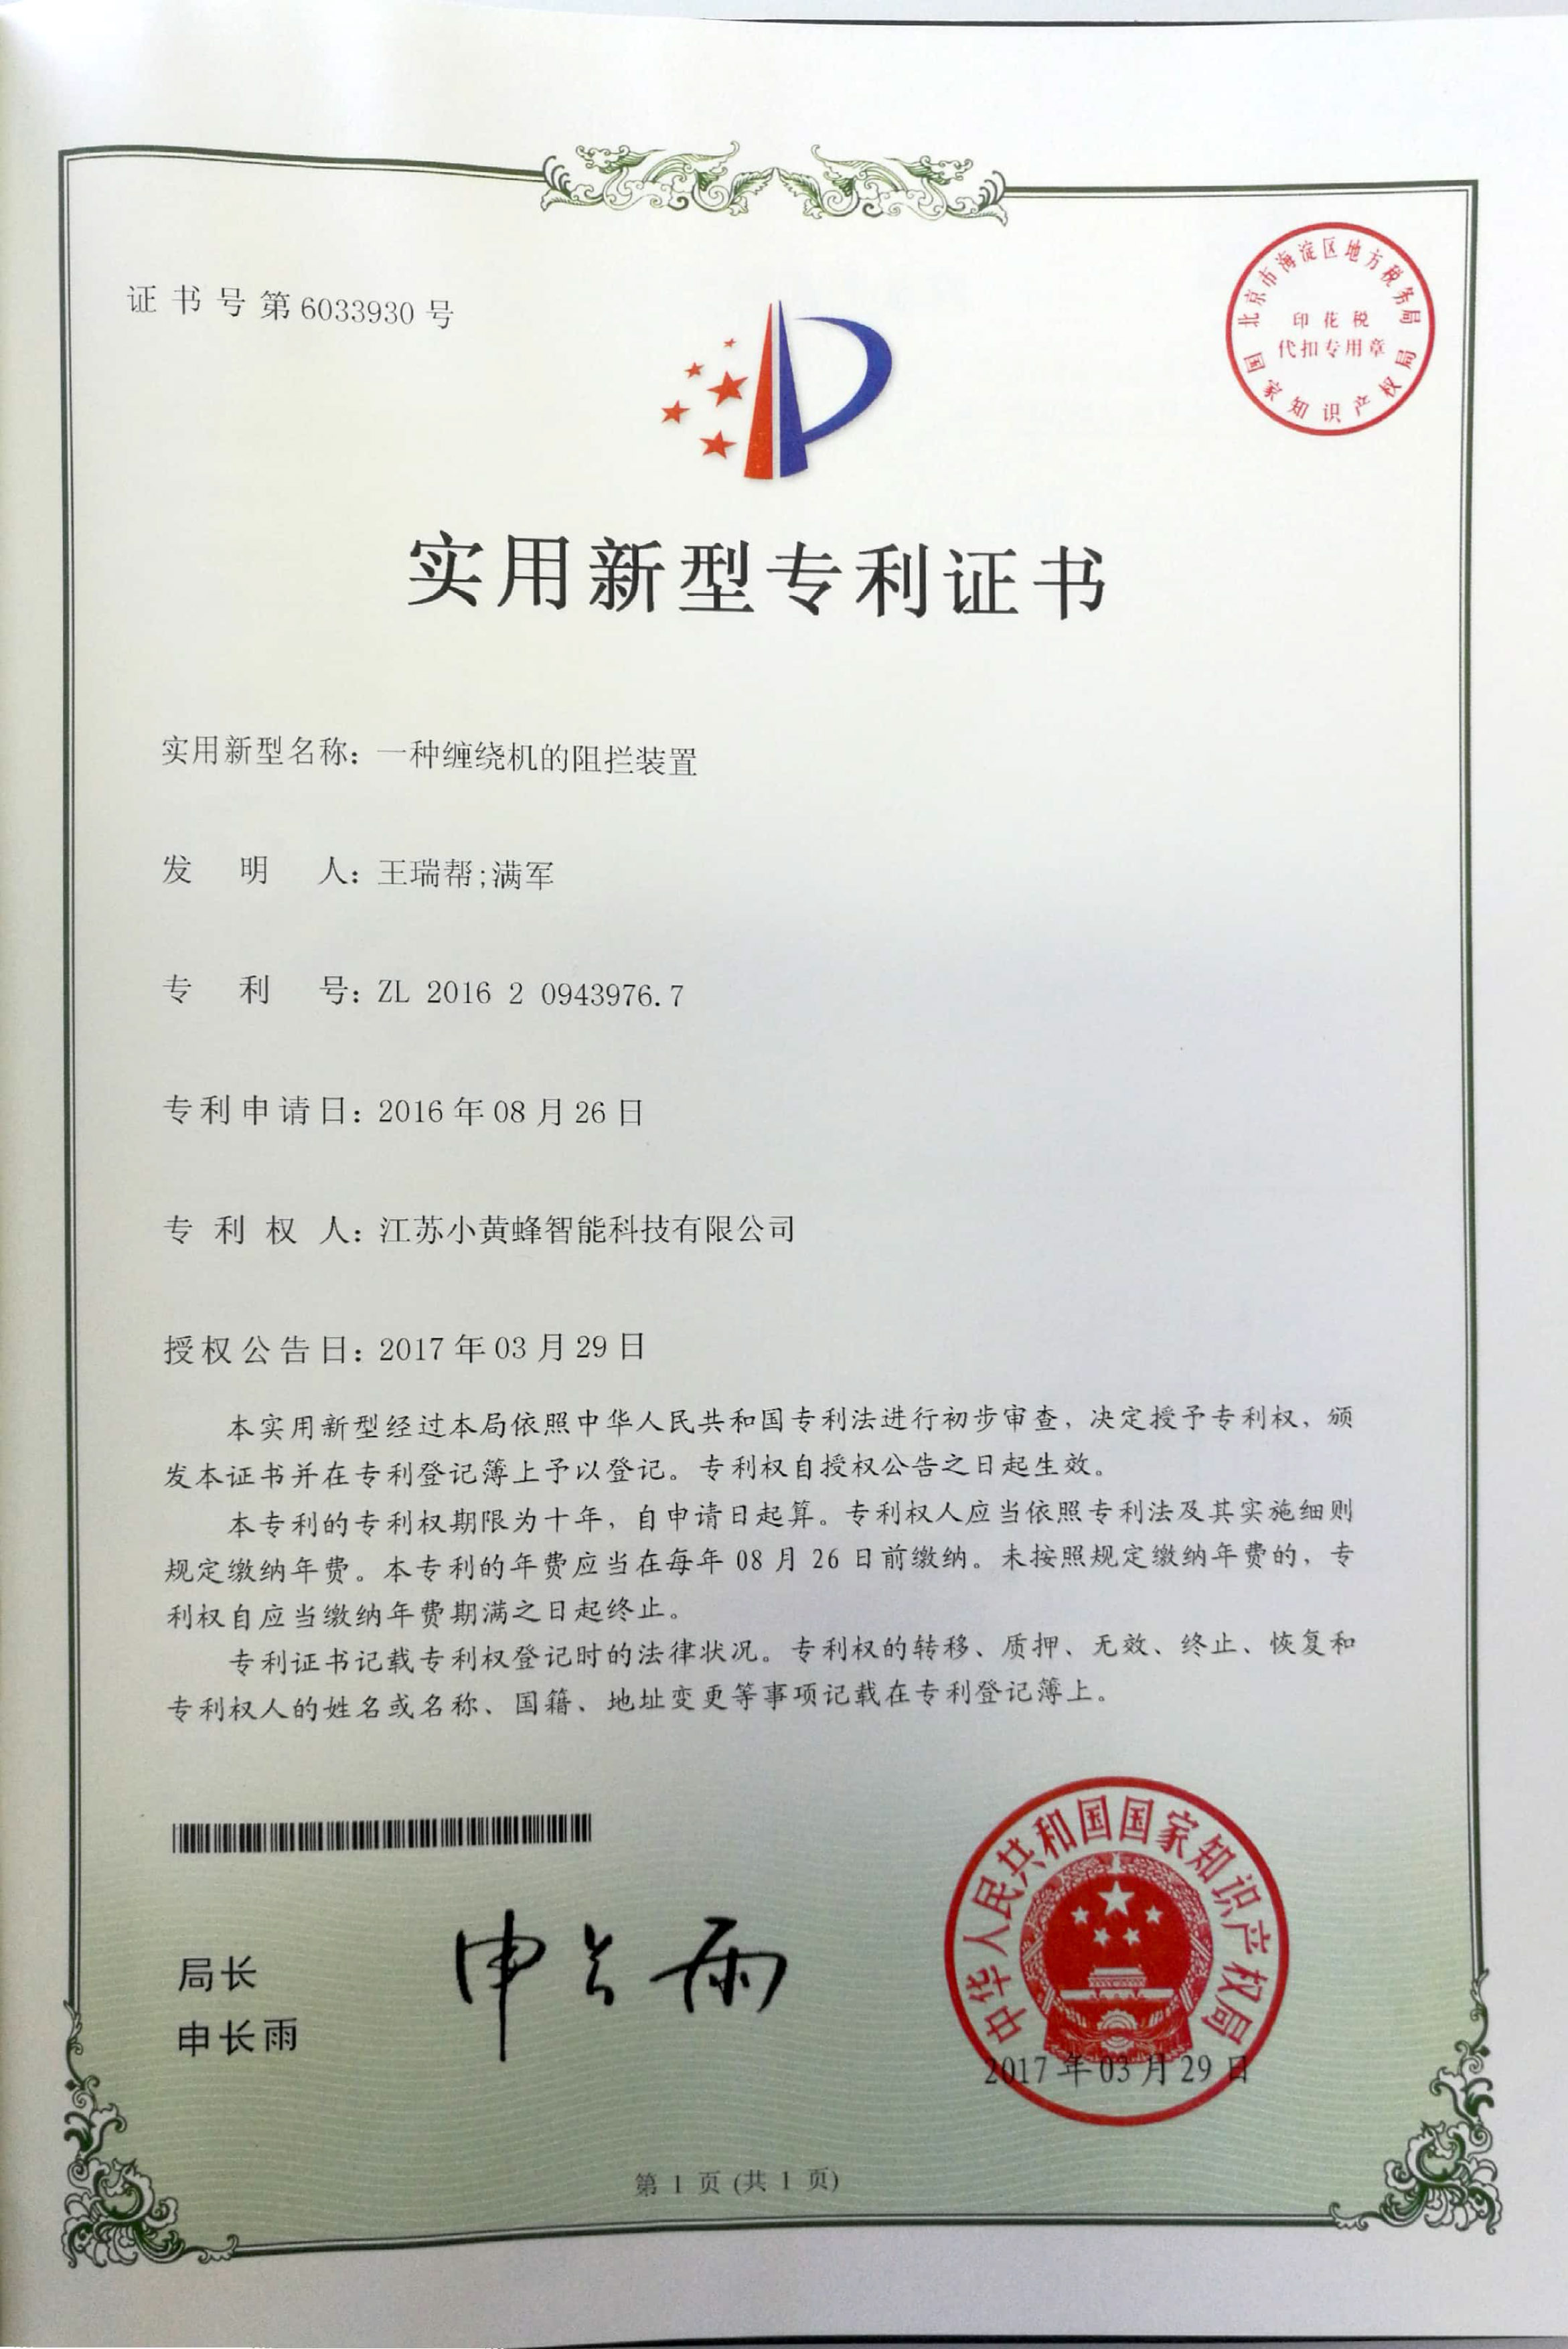 证书号第6033930号
北京市海淀区地方税务局
印花税
代扣专用章
国家知识产权局
实用新型专利证书
实用新型名称：一种缠绕机的阻拦装置
发明人：王瑞帮;满军
专利号：ZL 2016 2 0943976.7
专利申请日：2016年08月26日
专利权人：江苏小黄蜂智能科技有限公司
授权公告日：2017年03月29日
本实用新型经过本局依照中华人民共和国专利法进行初步审查，决定授予专利权，颁
发本证书并在专利登记簿上予以登记。专利权自授权公告之日起生效。
本专利的专利权期限为十年，自申请日起算。专利权人应当依照专利法及其实施细则
规定缴纳年费。本专利的年费应当在每年08月26日前缴纳。未按照规定缴纳年费的，专
利权自应当缴纳年费期满之日起终止。
专利证书记载专利权登记时的法律状况。专利权的转移、质押、无效、终止、恢复和
专利权人的姓名或名称、国籍、地址变更等事项记载在专利登记簿上。
局长
申长雨
申长雨
中华人民共和国国家知识产权局
2017年03月29日
第1页(共1页)